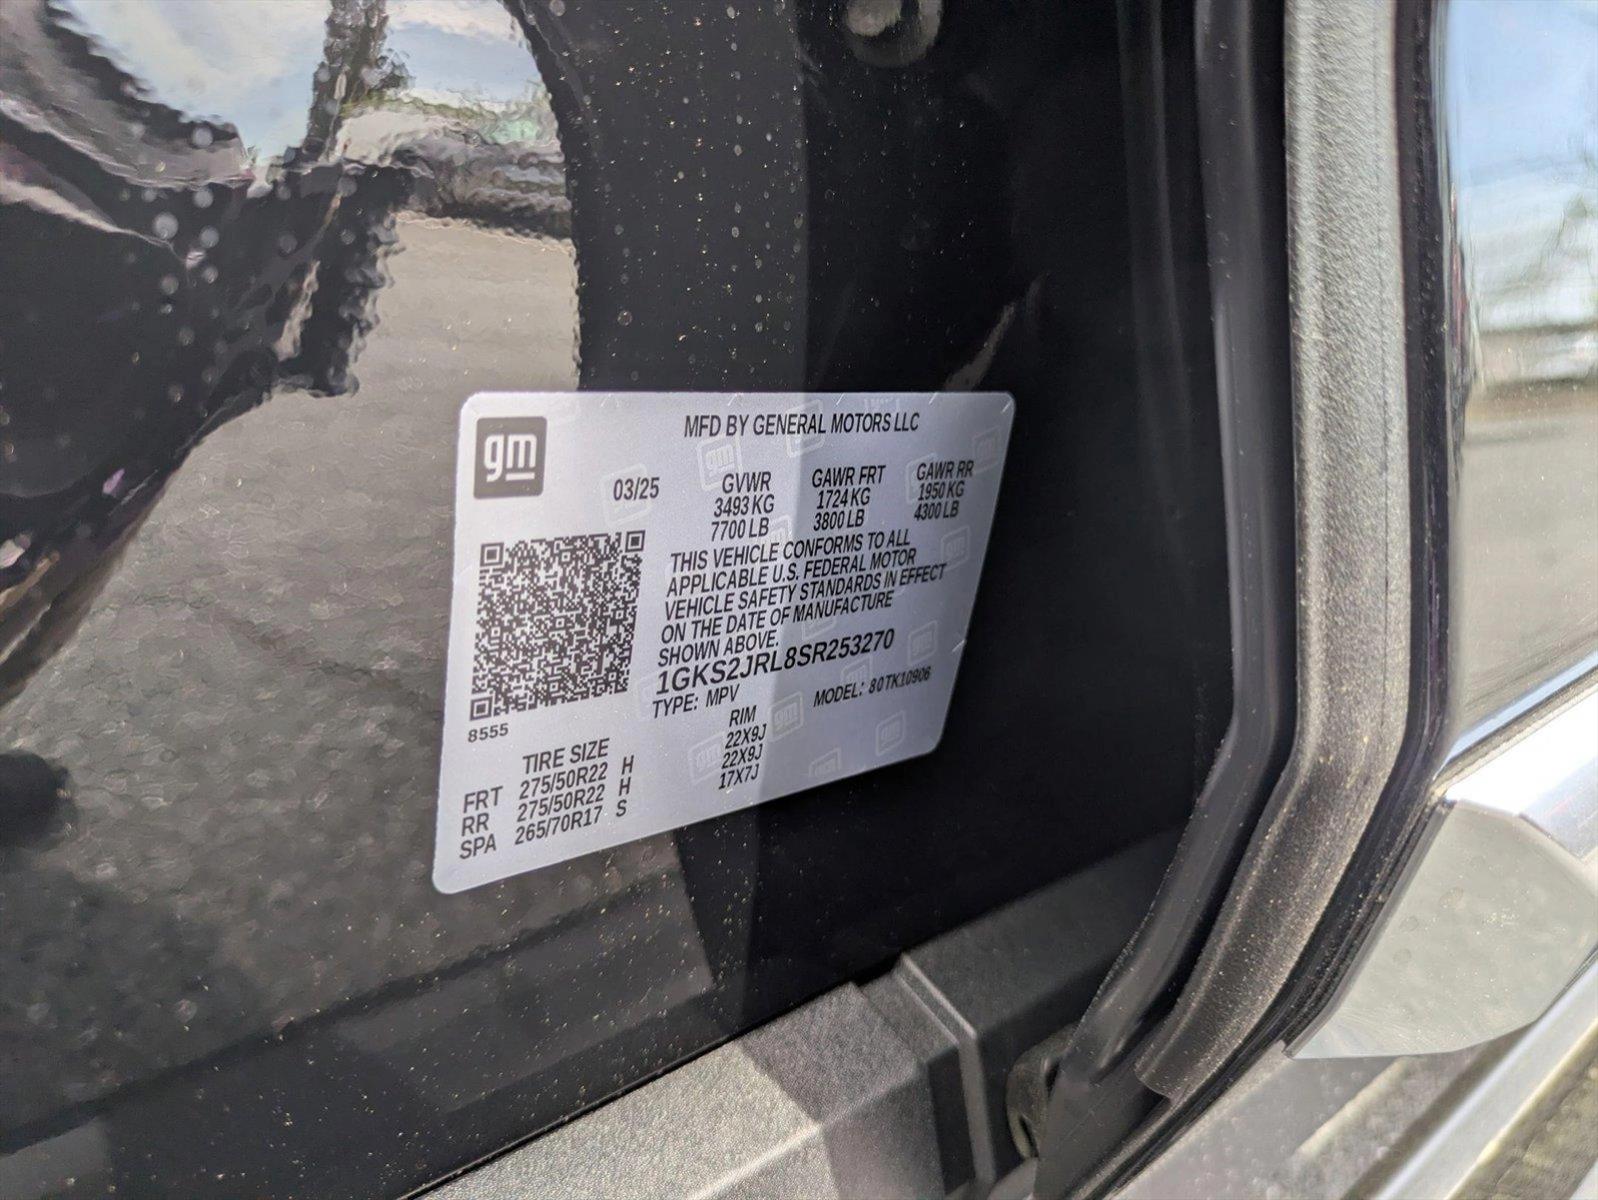 gm
MFD BY GENERAL MOTORS LLC
03/25
GVWR GAWR FRT GAWR RR
3493 KG 1724 KG 1950 KG
7700 LB 3800 LB 4300 LB
THIS VEHICLE CONFORMS TO ALL
APPLICABLE U.S. FEDERAL MOTOR
VEHICLE SAFETY STANDARDS IN EFFECT
ON THE DATE OF MANUFACTURE
SHOWN ABOVE.
1GKS2JRL8SR253270
TYPE: MPV MODEL: 80TK10906
8555
TIRE SIZE RIM
FRT 275/50R22 H 22X9J
RR 275/50R22 H 22X9J
SPA 265/70R17 S 17X7J